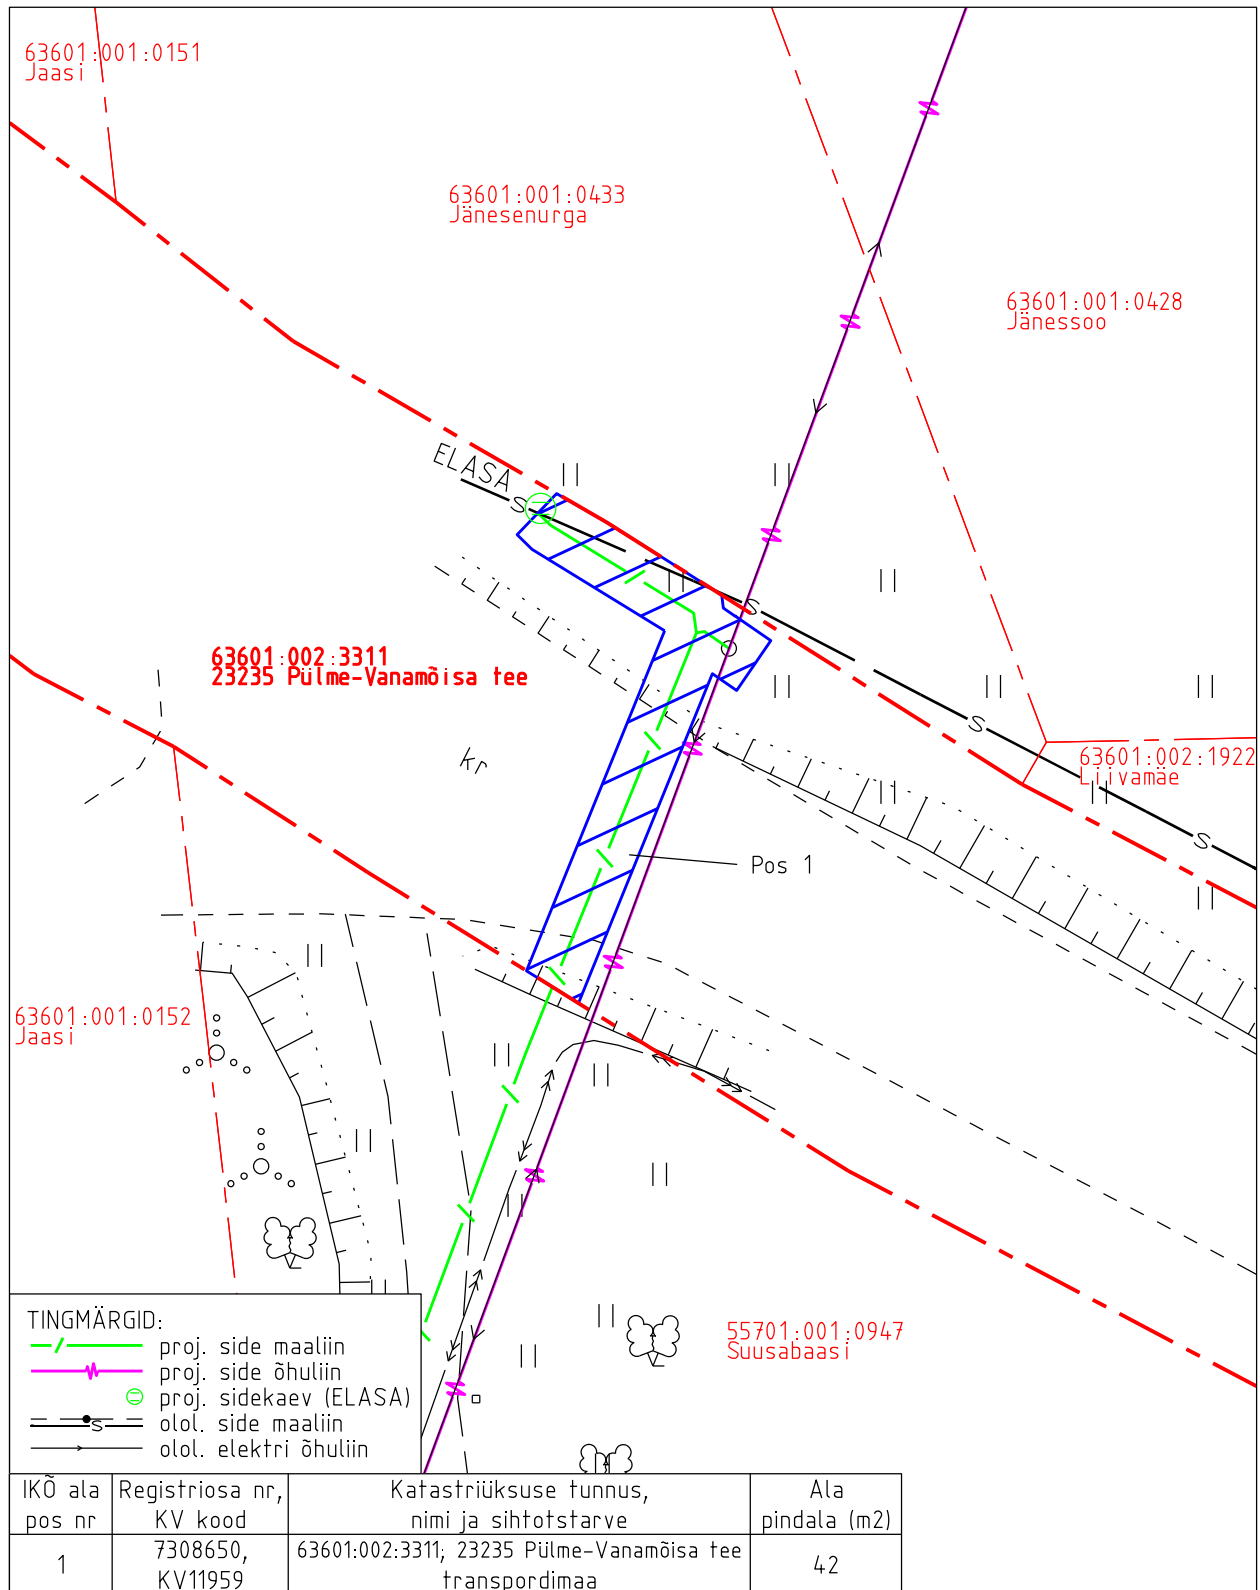 63601:001:0151
Jaasi
63601:001:0433
Jänesenurga
63601:001:0428
Jänessoo
ELASA
S
S
63601:002:3311
23235 Pülme-Vanamõisa tee
S
63601:002:1922
Liivamäe
kr
S
Pos 1
63601:001:0152
Jaasi
55701:001:0947
Suusabaasi
TINGMÄRGID:
proj. side maaliin
proj. side õhuliin
proj. sidekaev (ELASA)
S
olol. side maaliin
olol. elektri õhuliin
IKÕ ala
pos nr
Registriosa nr,
KV kood
Katastriüksuse tunnus,
nimi ja sihtotstarve
Ala
pindala (m2)
1
7308650,
KV11959
63601:002:3311; 23235 Pülme-Vanamõisa tee
transpordimaa
42